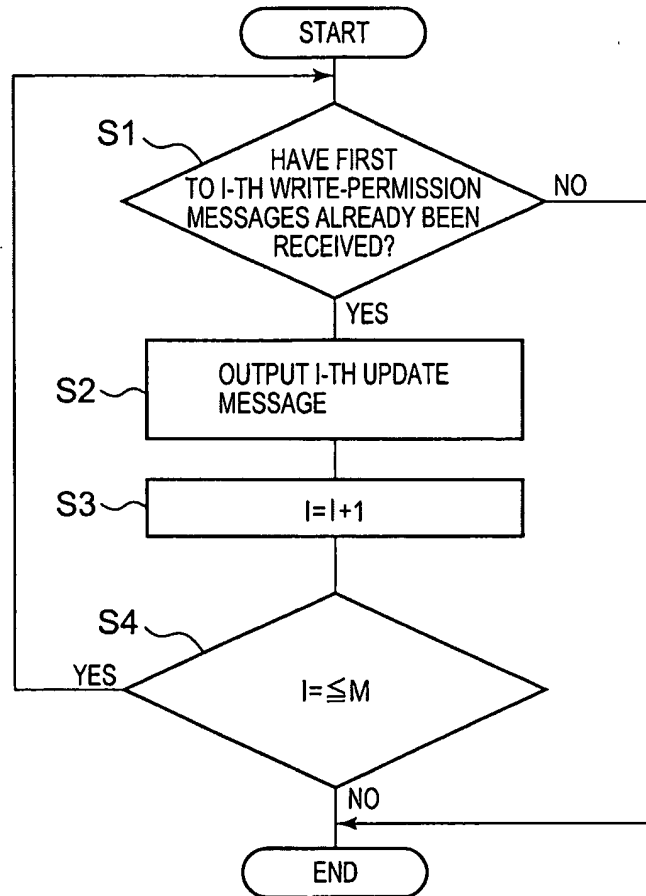 START
S1
HAVE FIRST
TO I-TH WRITE-PERMISSION
MESSAGES ALREADY BEEN
RECEIVED?
NO
YES
S2
OUTPUT I-TH UPDATE
MESSAGE
S3
I=I+1
S4
YES
I=≦M
NO
END